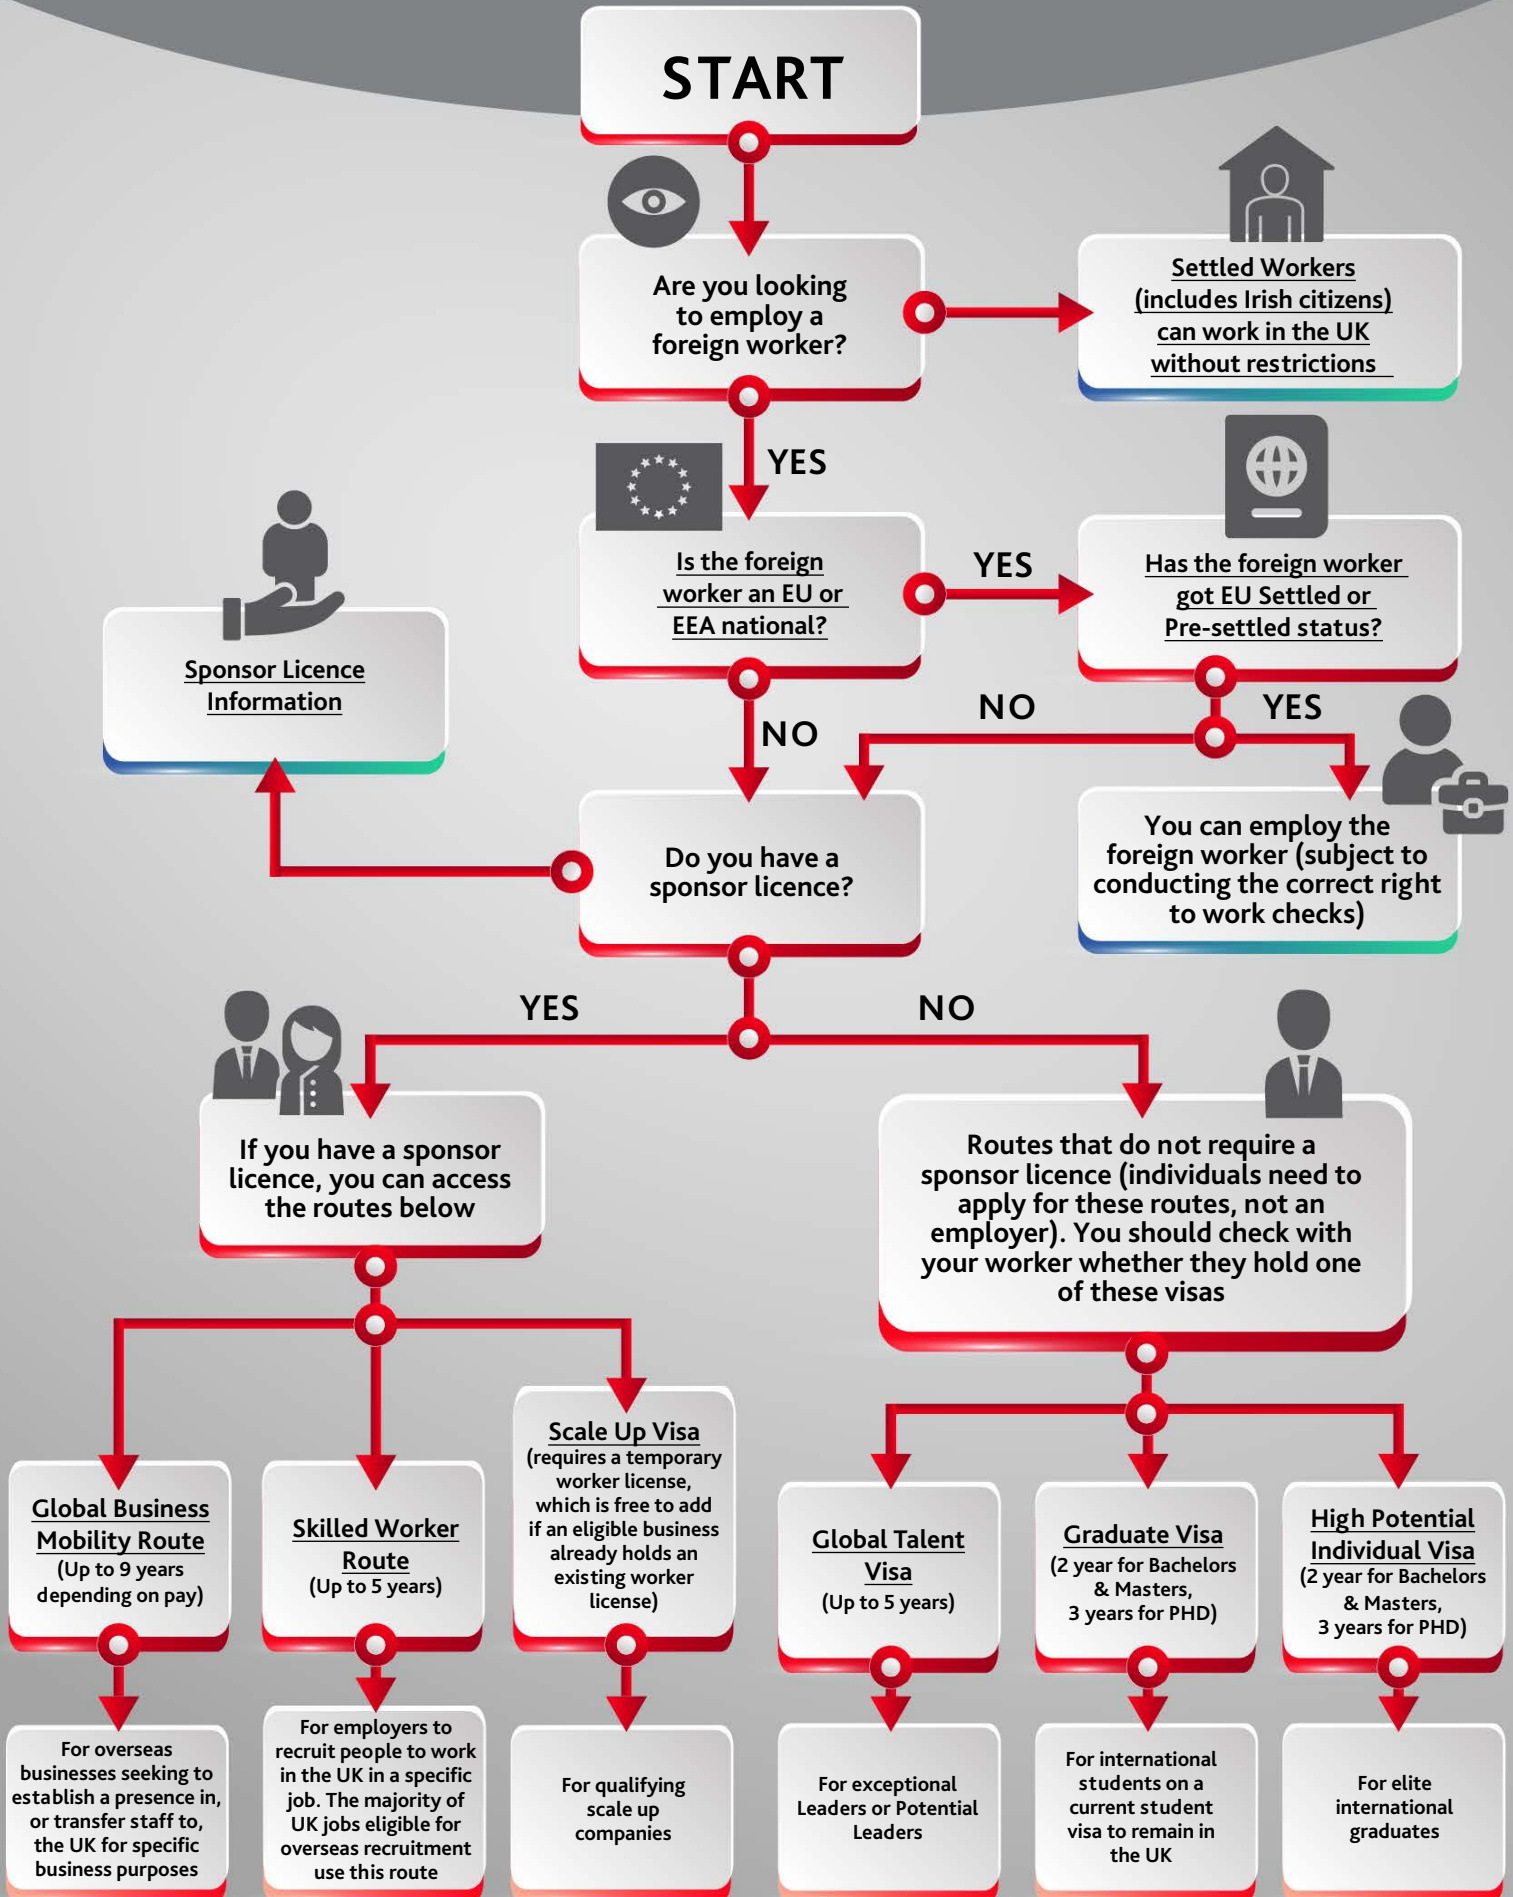 START
Are you looking
to employ a
foreign worker?
Settled Workers
(includes Irish citizens)
can work in the UK
without restrictions
YES
Is the foreign
worker an EU or
EEA national?
YES
Has the foreign worker
got EU Settled or
Pre-settled status?
Sponsor Licence
Information
NO
NO
YES
Do you have a
sponsor licence?
You can employ the
foreign worker (subject to
conducting the correct right
to work checks)
YES
NO
If you have a sponsor
licence, you can access
the routes below
Routes that do not require a
sponsor licence (individuals need to
apply for these routes, not an
employer). You should check with
your worker whether they hold one
of these visas
Global Business
Mobility Route
(Up to 9 years
depending on pay)
Skilled Worker
Route
(Up to 5 years)
Scale Up Visa
(requires a temporary
worker license,
which is free to add
if an eligible business
already holds an
existing worker
license)
Global Talent
Visa
(Up to 5 years)
Graduate Visa
(2 year for Bachelors
& Masters,
3 years for PHD)
High Potential
Individual Visa
(2 year for Bachelors
& Masters,
3 years for PHD)
For overseas
businesses seeking to
establish a presence in,
or transfer staff to,
the UK for specific
business purposes
For employers to
recruit people to work
in the UK in a specific
job. The majority of
UK jobs eligible for
overseas recruitment
use this route
For qualifying
scale up
companies
For exceptional
Leaders or Potential
Leaders
For international
students on a
current student
visa to remain in
the UK
For elite
international
graduates